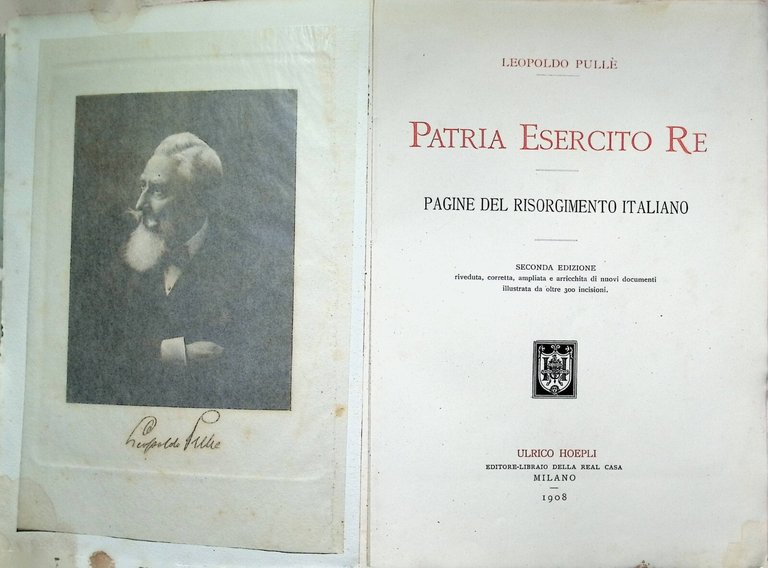 Leopoldo Pullè
LEOPOLDO PULLÈ
PATRIA ESERCITO RE
PAGINE DEL RISORGIMENTO ITALIANO
SECONDA EDIZIONE
riveduta, corretta, ampliata e arricchita di nuovi documenti
illustrata da oltre 300 incisioni.
ULRICO HOEPLI
EDITORE-LIBRAIO DELLA REAL CASA
MILANO
1908